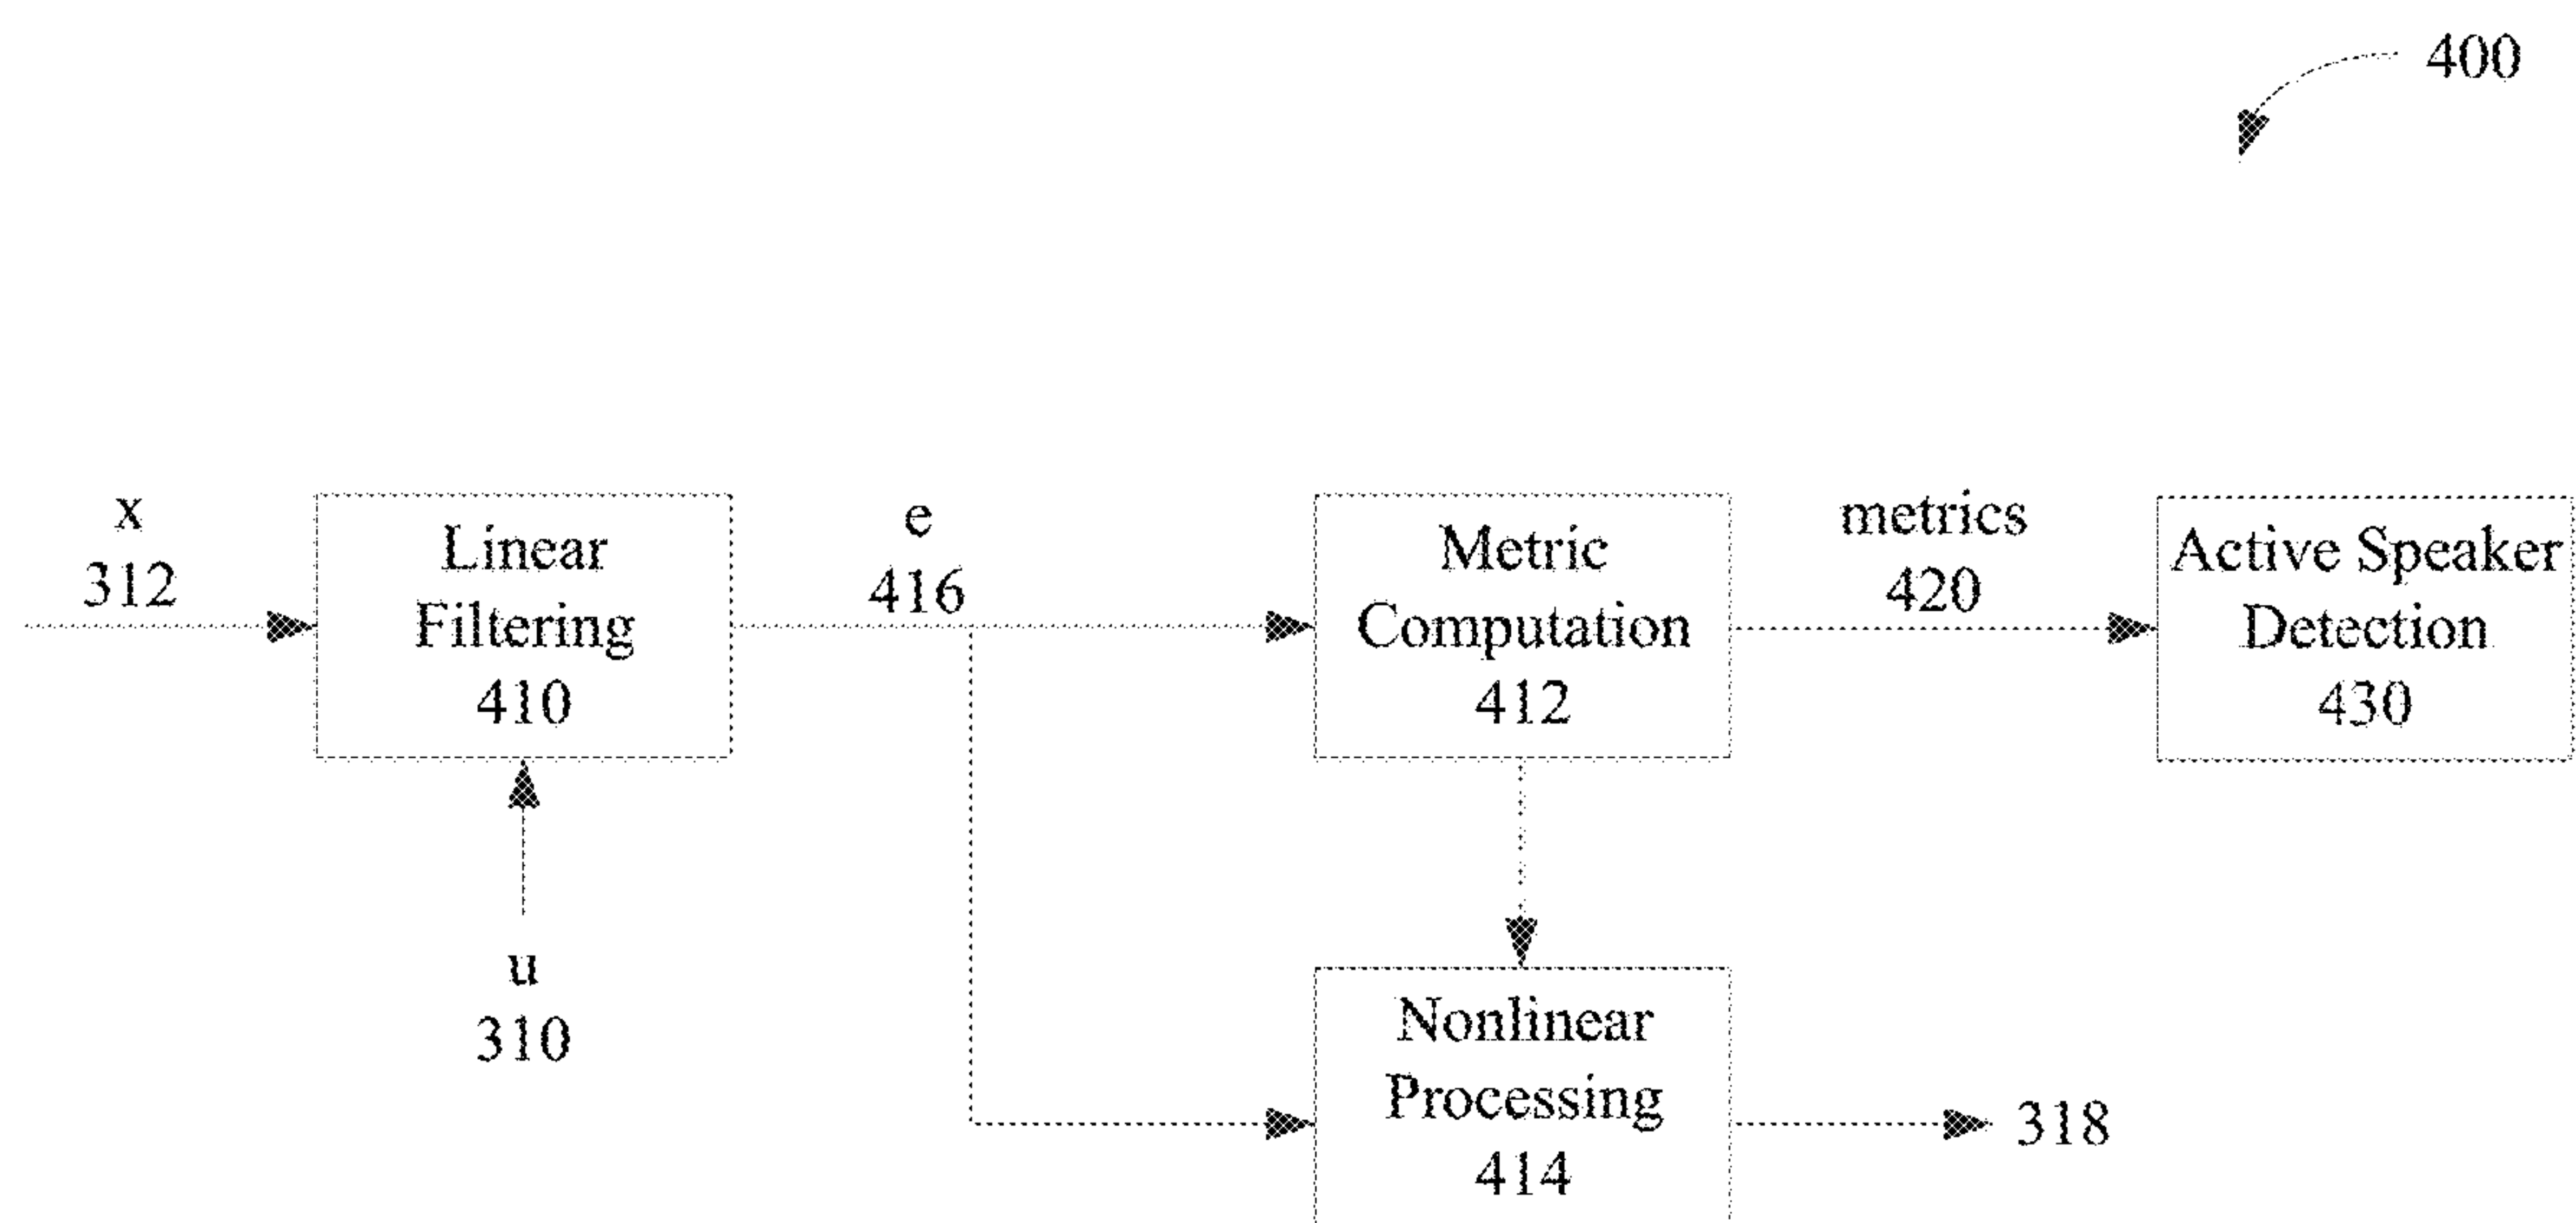 400
x
312
Linear
Filtering
410
e
416
Metric
Computation
412
metrics
420
Active Speaker
Detection
430
u
310
Nonlinear
Processing
414
318